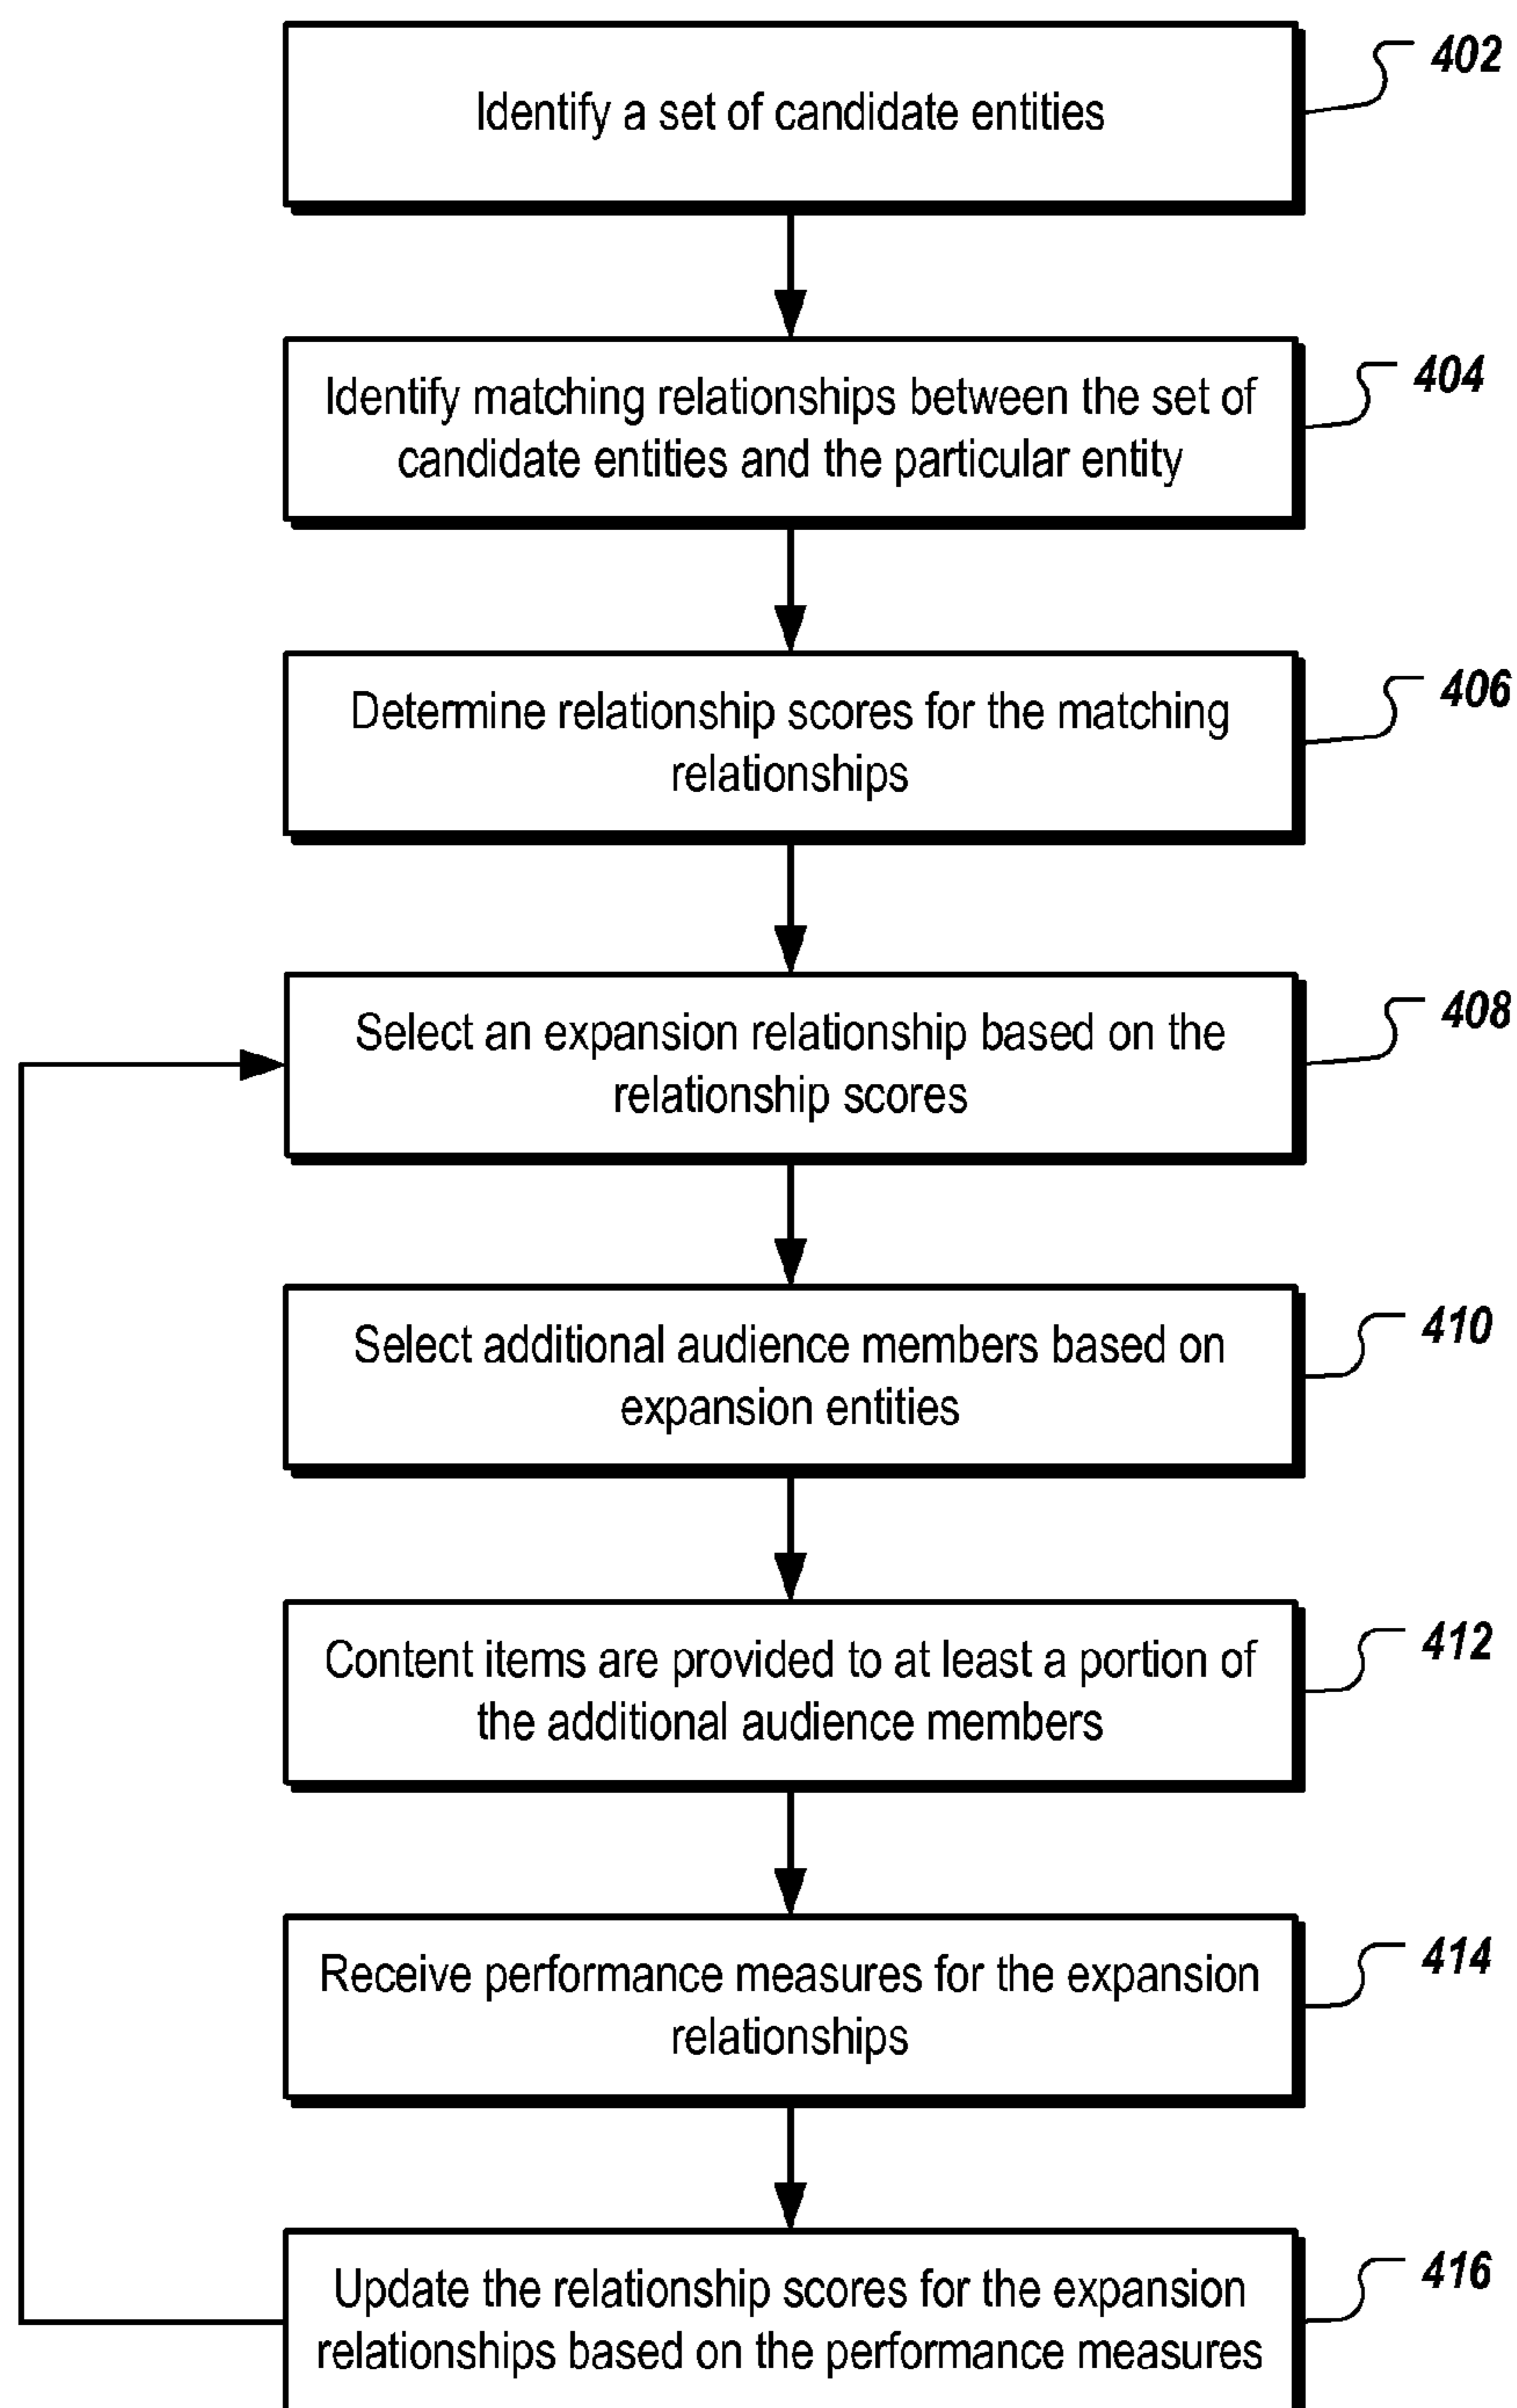 Identify a set of candidate entities
402
Identify matching relationships between the set of
candidate entities and the particular entity
404
Determine relationship scores for the matching
relationships
406
Select an expansion relationship based on the
relationship scores
408
Select additional audience members based on
expansion entities
410
Content items are provided to at least a portion of
the additional audience members
412
Receive performance measures for the expansion
relationships
414
Update the relationship scores for the expansion
relationships based on the performance measures
416